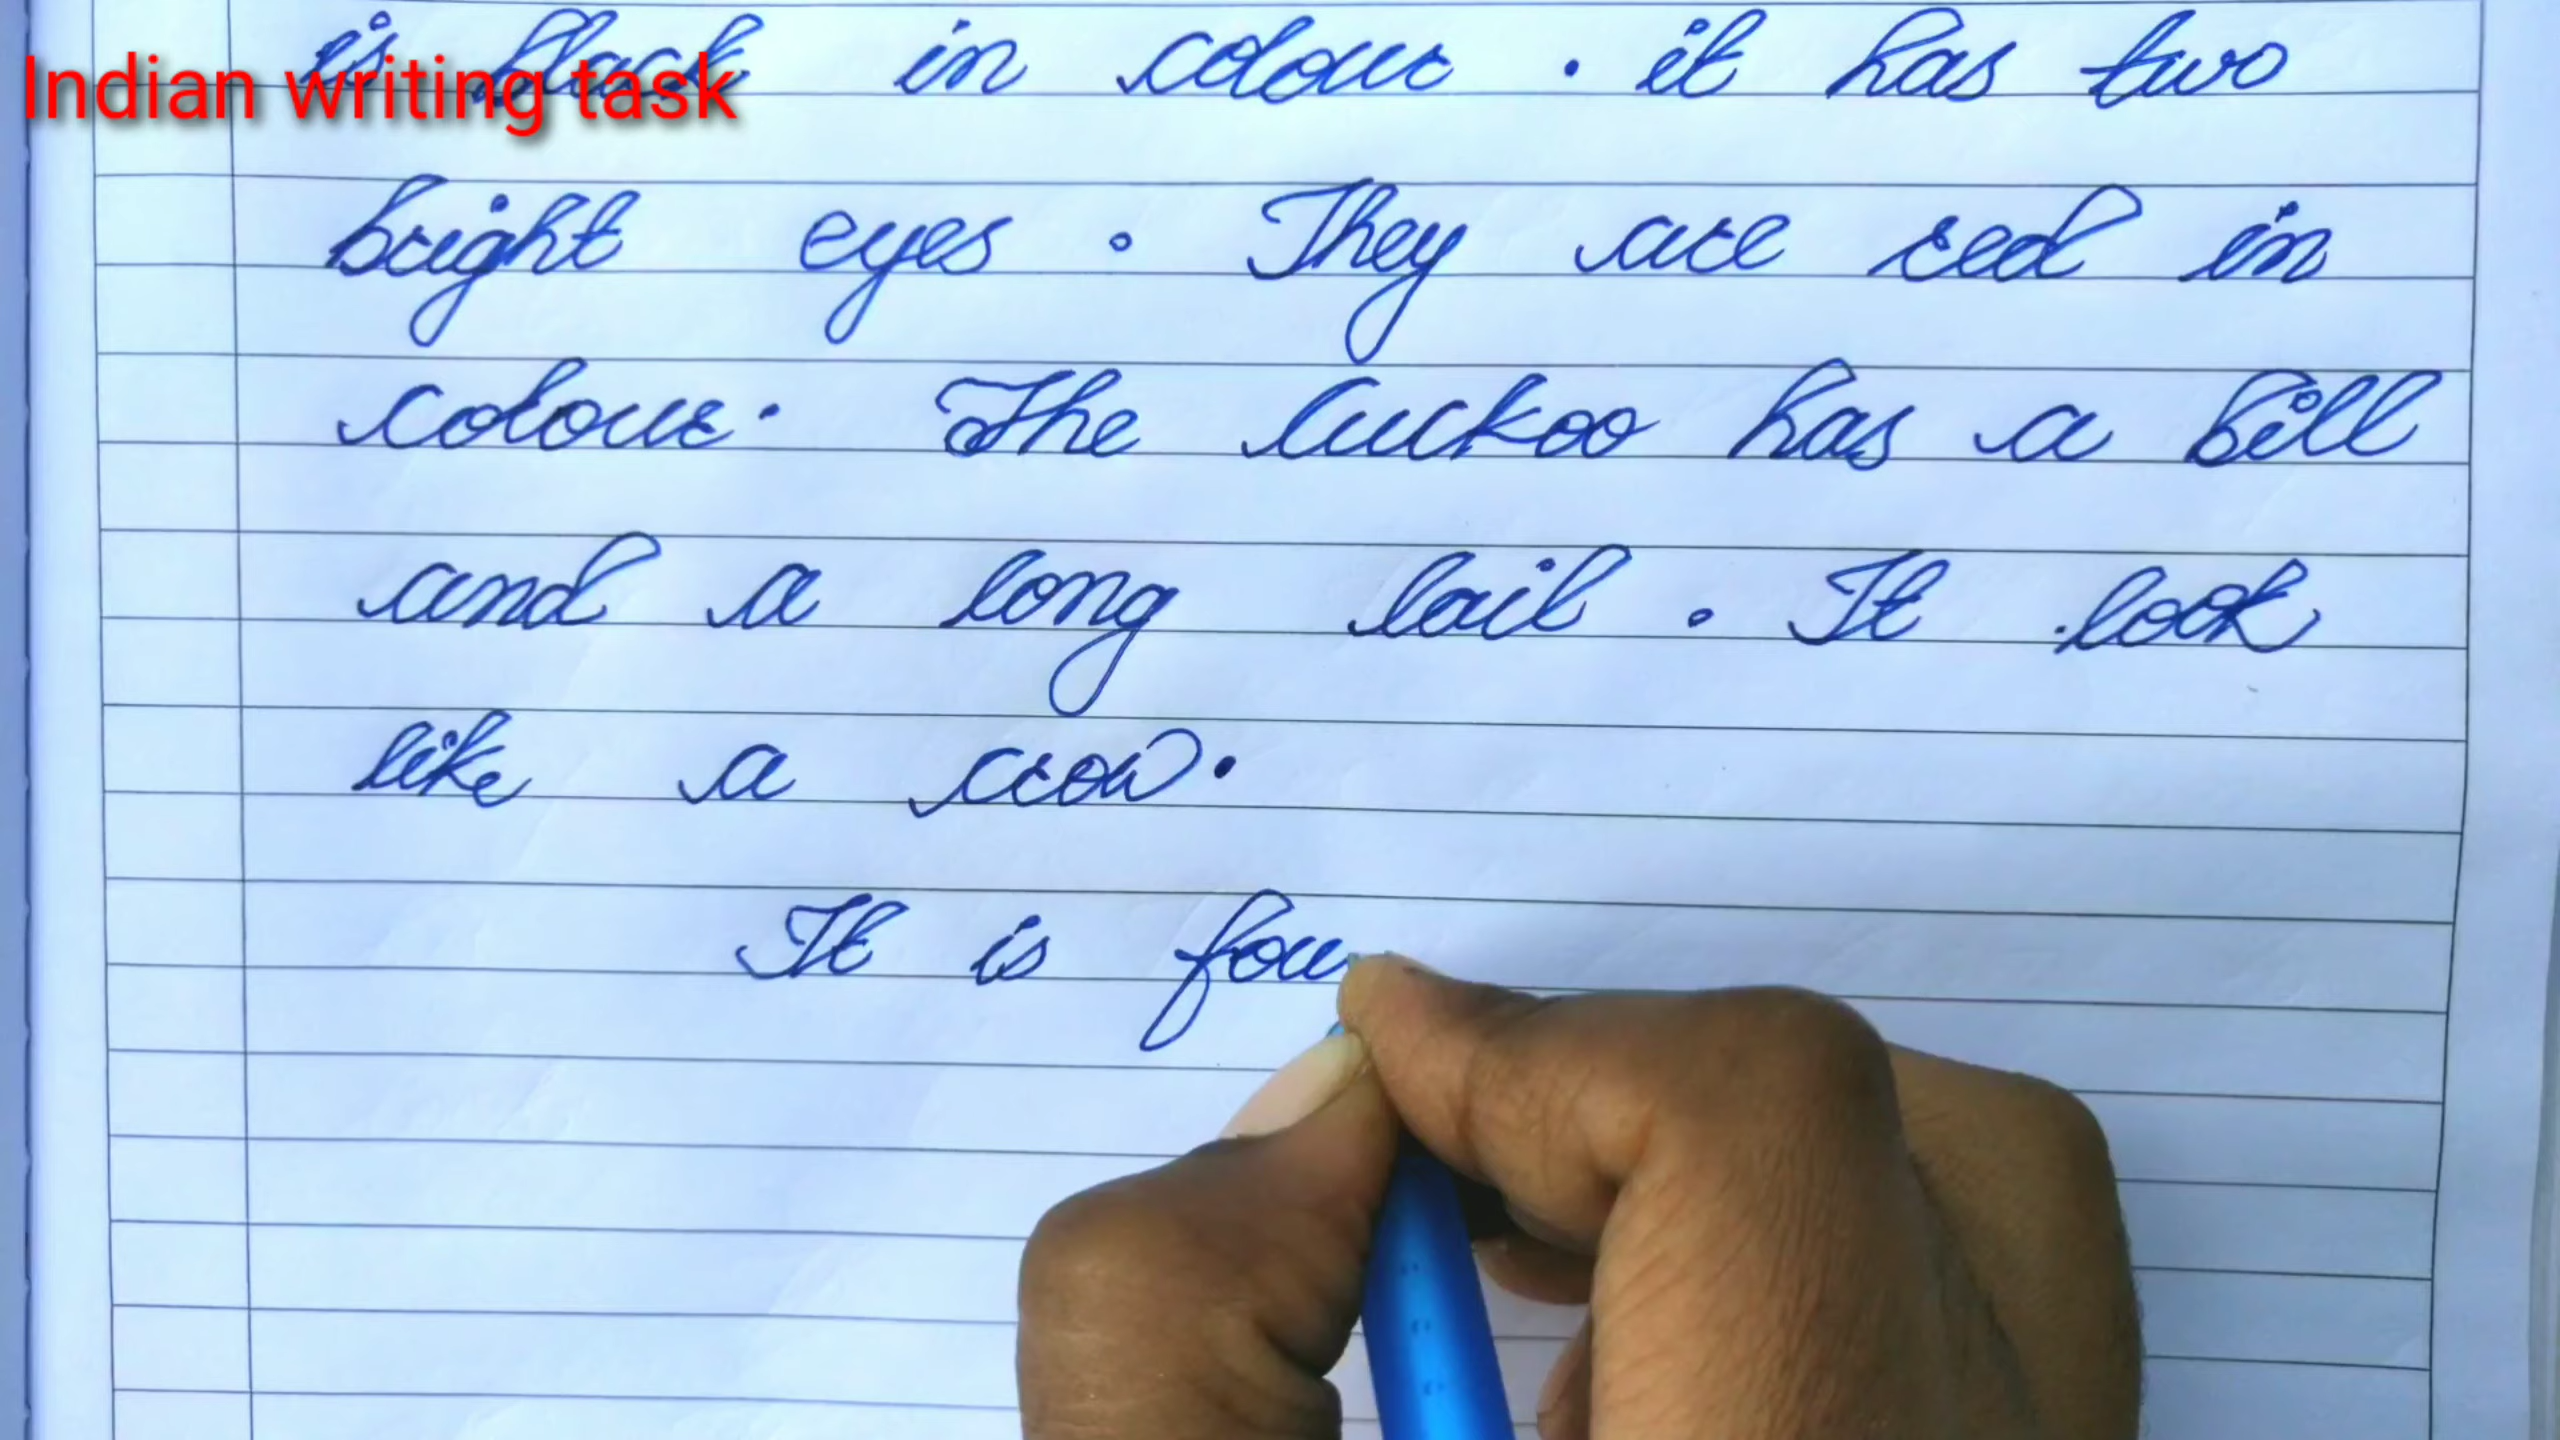 Indian writing task
is black in colour . it has two
bright eyes . They are red in
colour. The Cuckoo has a bill
and a long tail . It look
like a crow.
It is fou